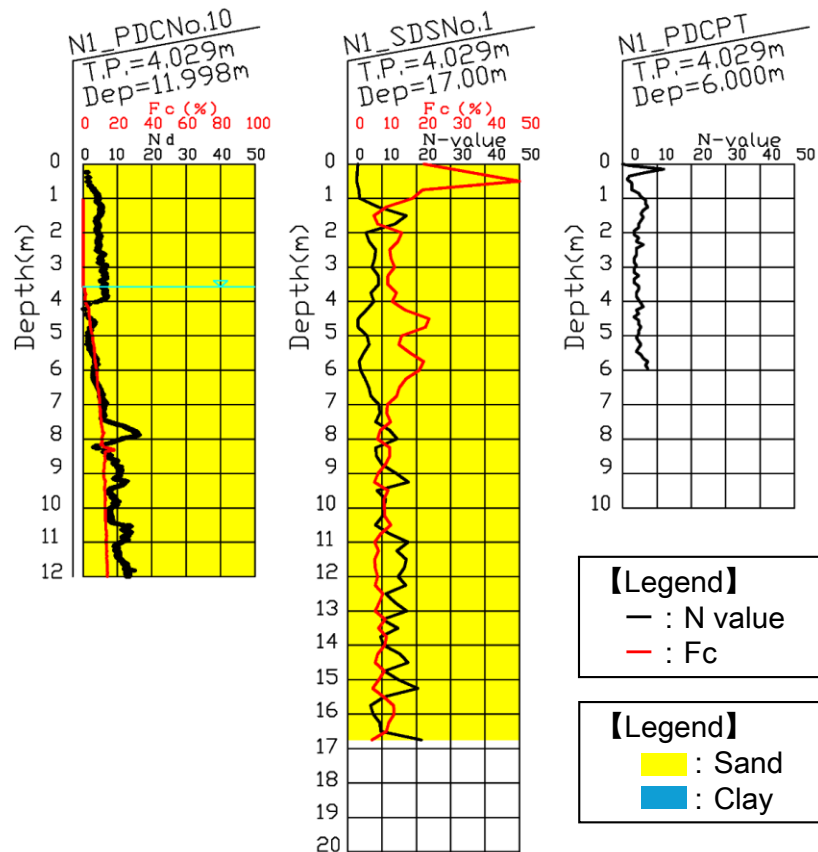 N1_PDCNo.10
T.P.=4.029m
Dep=11.998m
Fc(%)
0 20 40 60 80 100
Nd
0 10 20 30 40 50
Depth(m)
0
1
2
3
4
5
6
7
8
9
10
11
12
N1_SDSNo.1
T.P.=4.029m
Dep=17.00m
Fc(%)
0 10 20 30 40 50
N-value
0 10 20 30 40 50
Depth(m)
0
1
2
3
4
5
6
7
8
9
10
11
12
13
14
15
16
17
18
19
20
N1_PDCPT
T.P.=4.029m
Dep=6.000m
N-value
0 10 20 30 40 50
Depth(m)
0
1
2
3
4
5
6
7
8
9
10
【Legend】
: N value
: Fc
【Legend】
: Sand
: Clay